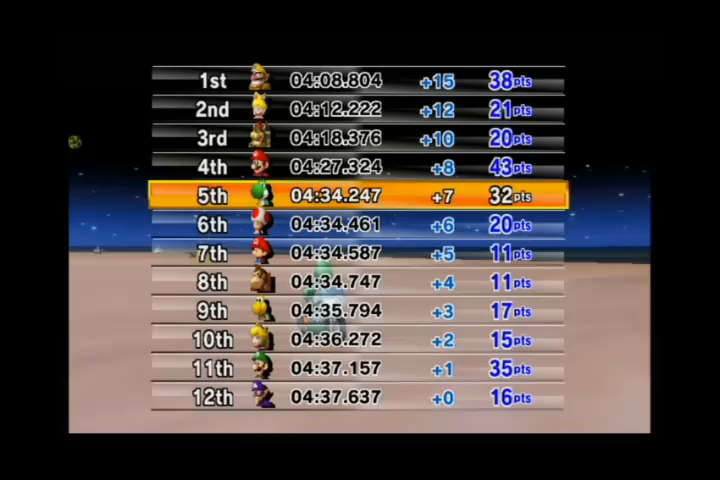 1st 04:08.804 +15 38pts
2nd 04:12.222 +12 21pts
3rd 04:18.376 +10 20pts
4th 04:27.324 +8 43pts
5th 04:34.247 +7 32pts
6th 04:34.461 +6 20pts
7th 04:34.587 +5 11pts
8th 04:34.747 +4 11pts
9th 04:35.794 +3 17pts
10th 04:36.272 +2 15pts
11th 04:37.157 +1 35pts
12th 04:37.637 +0 16pts